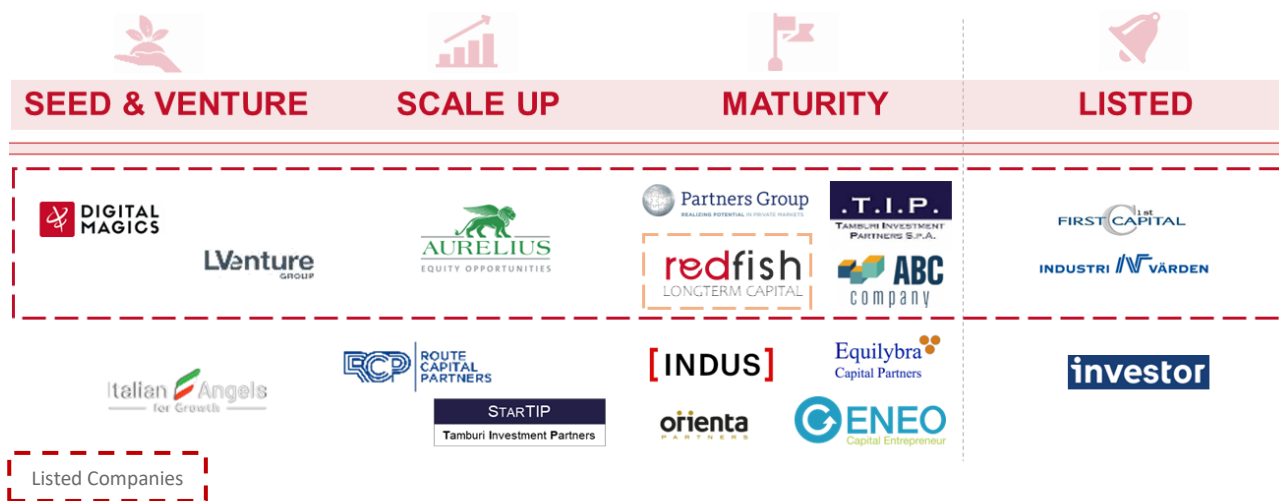 SEED & VENTURE
SCALE UP
MATURITY
LISTED
DIGITAL
MAGICS
LVenture
GROUP
AURELIUS
EQUITY OPPORTUNITIES
Partners Group
REALIZING POTENTIAL IN PRIVATE MARKETS
.T.I.P.
TAMBURI INVESTMENT
PARTNERS S.P.A.
redfish
LONGTERM CAPITAL
ABC
company
1st
FIRST CAPITAL
INDUSTRI VÄRDEN
Italian Angels
for Growth
RCP
ROUTE
CAPITAL
PARTNERS
STARTIP
Tamburi Investment Partners
[INDUS]
Equilybra
Capital Partners
orienta
PARTNERS
GENEO
Capital Entrepreneur
investor
Listed Companies